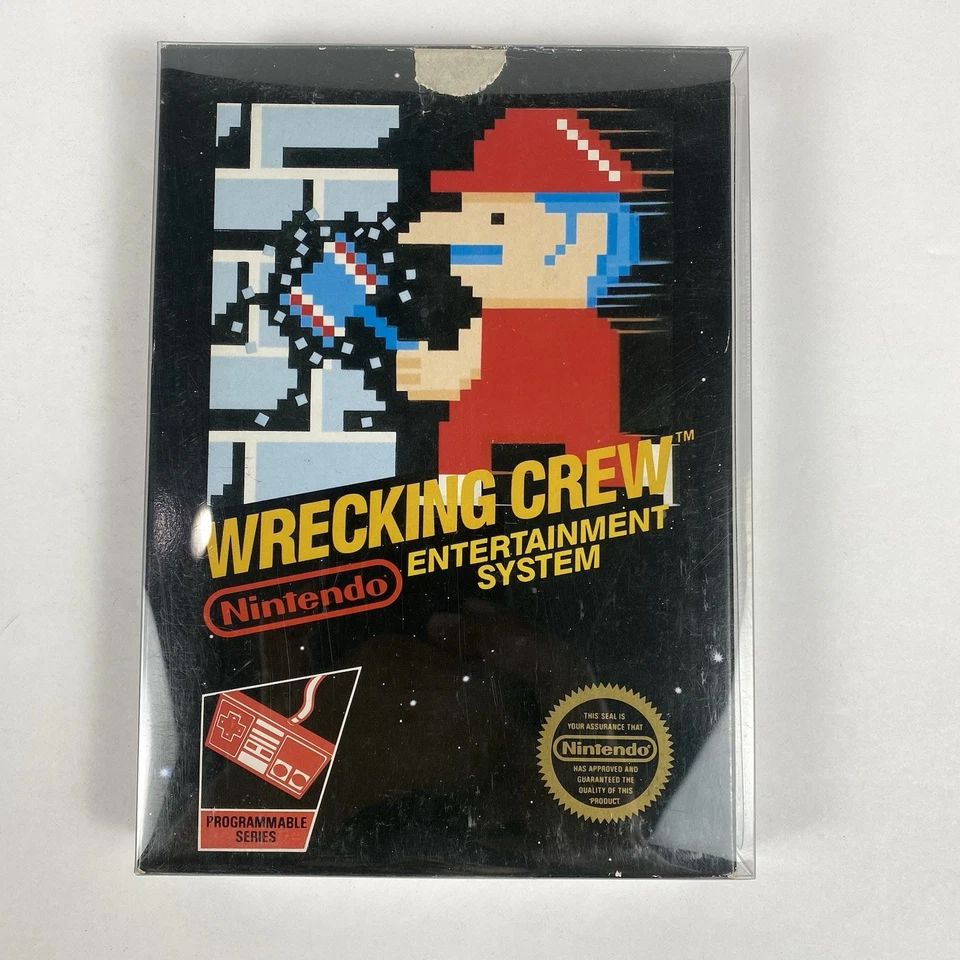 WRECKING CREW™
Nintendo®
ENTERTAINMENT
SYSTEM
PROGRAMMABLE
SERIES
THIS SEAL IS
YOUR ASSURANCE THAT
Nintendo®
HAS APPROVED AND
GUARANTEED THE
QUALITY OF THIS
PRODUCT.